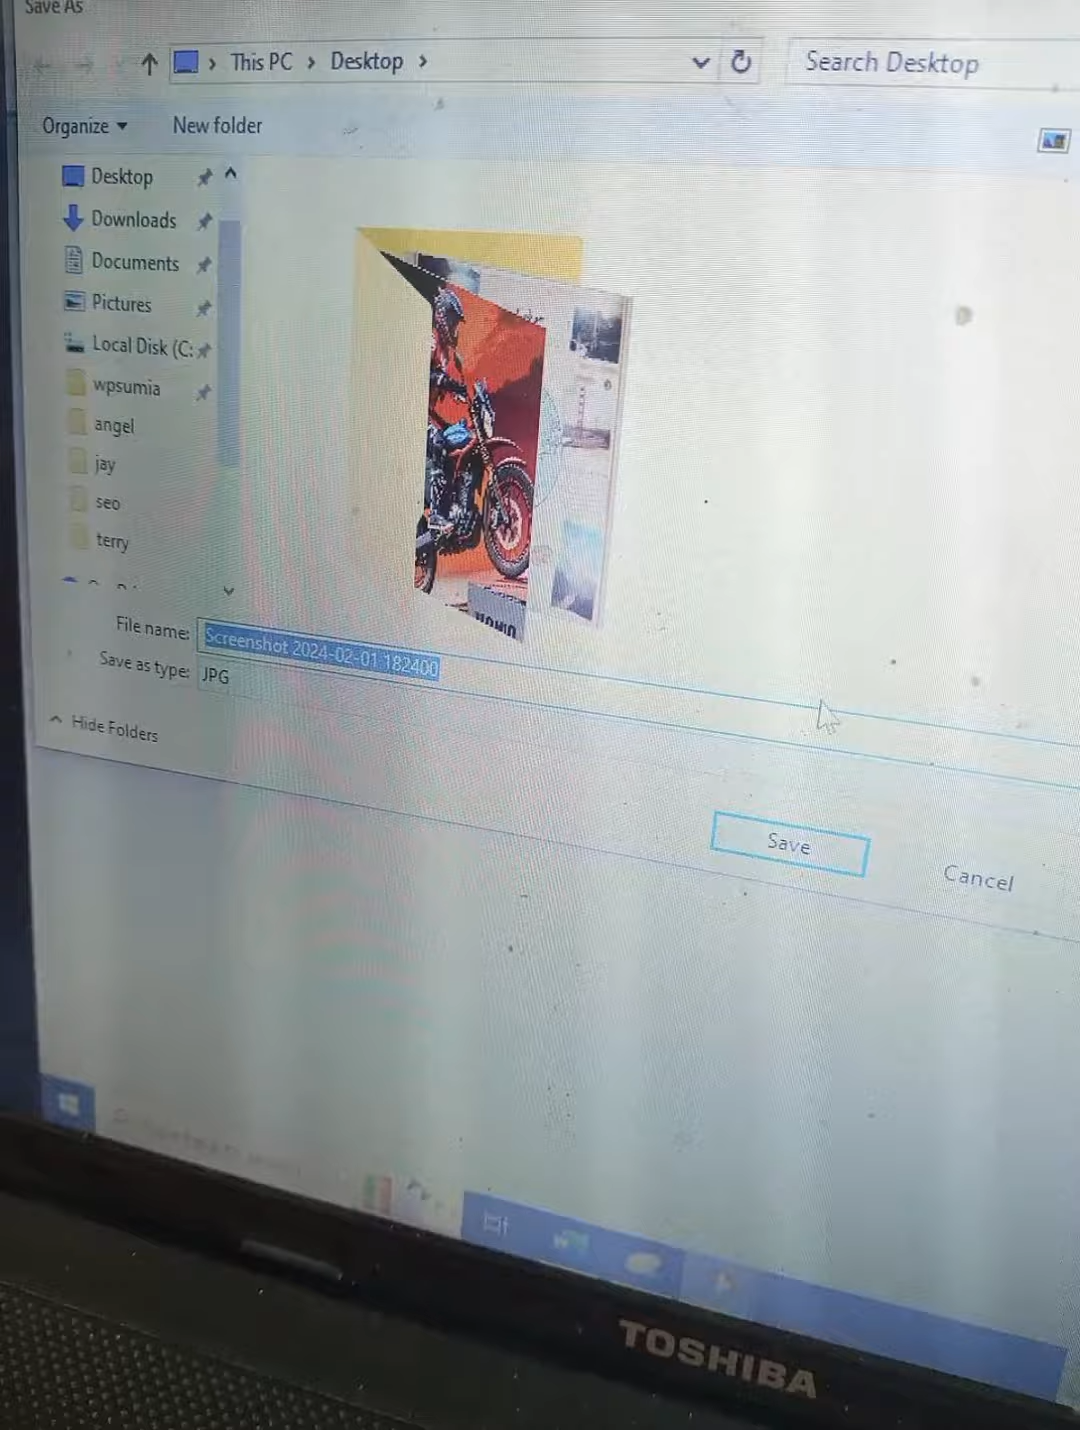 Save As
This PC > Desktop >
Search Desktop
Organize
New folder
Desktop
Downloads
Documents
Pictures
Local Disk (C:
wpsumia
angel
jay
seo
terry
File name: Screenshot 2024-02-01 182400
Save as type: JPG
Hide Folders
Save
Cancel
TOSHIBA